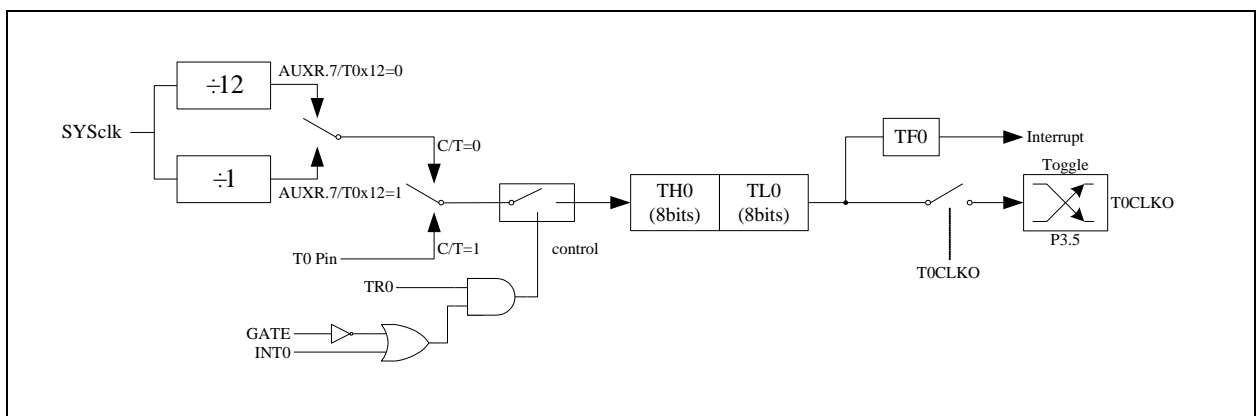 ÷12
AUXR.7/T0x12=0
SYSclk
÷1
AUXR.7/T0x12=1
C/T=0
C/T=1
T0 Pin
control
TR0
GATE
INT0
TH0
(8bits)
TL0
(8bits)
TF0
Interrupt
Toggle
T0CLKO
P3.5
T0CLKO